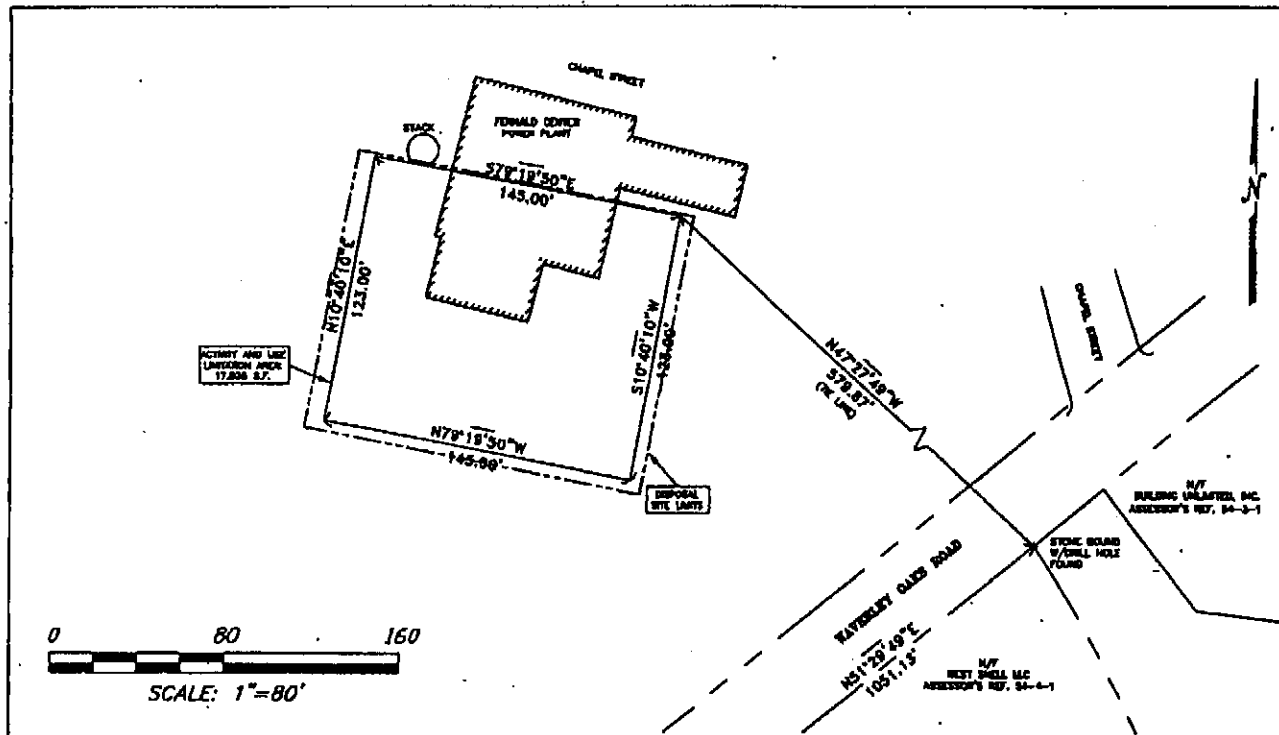 CHAPEL STREET
STACK
FERNALD CENTER
POWER PLANT
S79°19'50"E
145.00'
N10°40'10"E
123.00'
ACTIVITY AND USE
LIMITATION AREA:
17,835 S.F.
S10°40'10"W
123.00'
N79°19'50"W
145.00'
DISPOSAL
SITE LIMITS
N47°27'49"W
579.87'
(TIE LINE)
CHAPEL STREET
N
N/F
BUILDING UNLIMITED, INC.
ASSESSOR'S REF. 54-3-1
STONE BOUND
W/DRILL HOLE
FOUND
WAVERLEY OAKS ROAD
N51°29'49"E
1051.13'
N/F
WEST SHELL LLC
ASSESSOR'S REF. 54-4-1
0 80 160
SCALE: 1"=80'